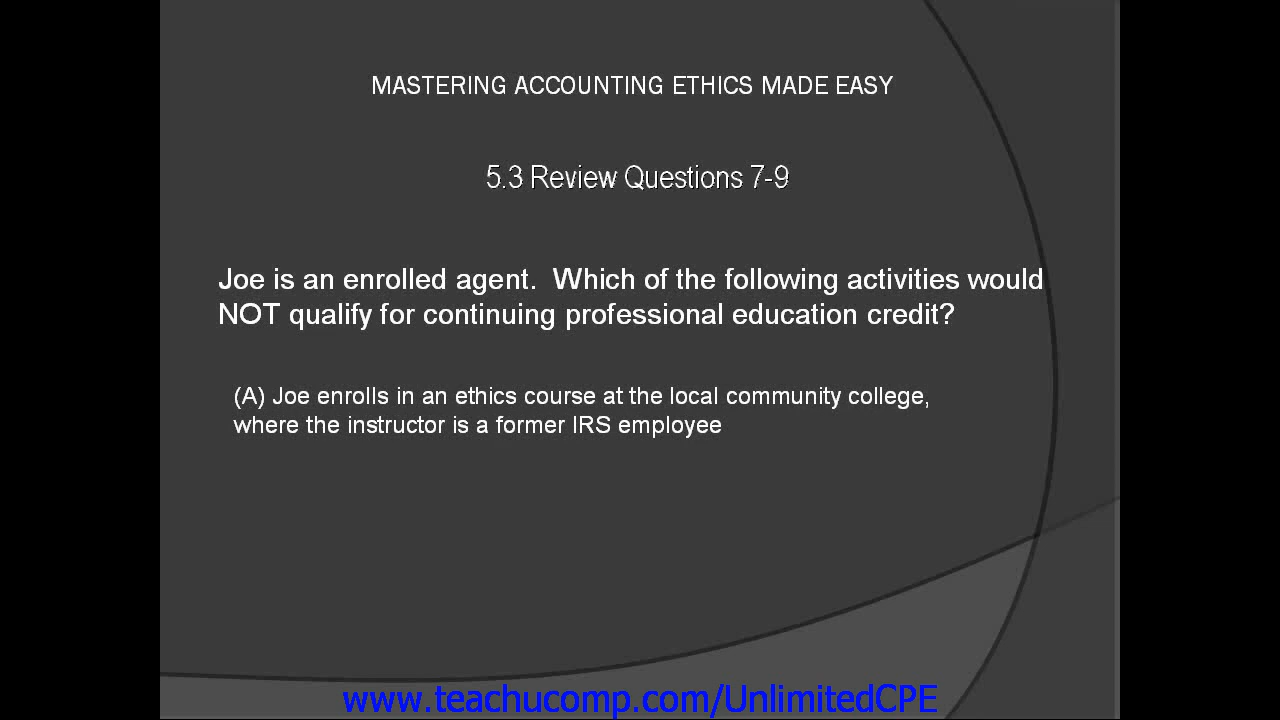 MASTERING ACCOUNTING ETHICS MADE EASY
5.3 Review Questions 7-9
Joe is an enrolled agent.  Which of the following activities would
NOT qualify for continuing professional education credit?
(A) Joe enrolls in an ethics course at the local community college,
where the instructor is a former IRS employee
www.teachucomp.com/UnlimitedCPE